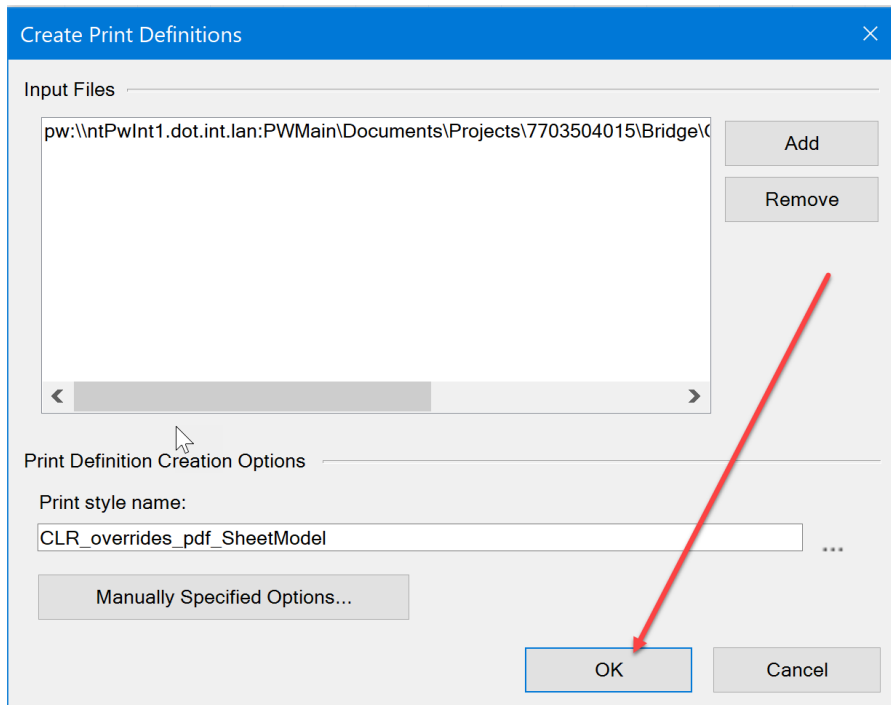 Create Print Definitions
Input Files
pw:\\ntPwInt1.dot.int.lan:PWMain\Documents\Projects\7703504015\Bridge\
Add
Remove
Print Definition Creation Options
Print style name:
CLR_overrides_pdf_SheetModel
...
Manually Specified Options...
OK
Cancel